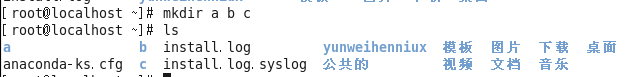 [root@localhost ~]# mkdir a b c
[root@localhost ~]# ls
a b install.log yunweihenniux 模板 图片 下载 桌面
anaconda-ks.cfg c install.log.syslog 公共的 视频 文档 音乐
[root@localhost ~]#